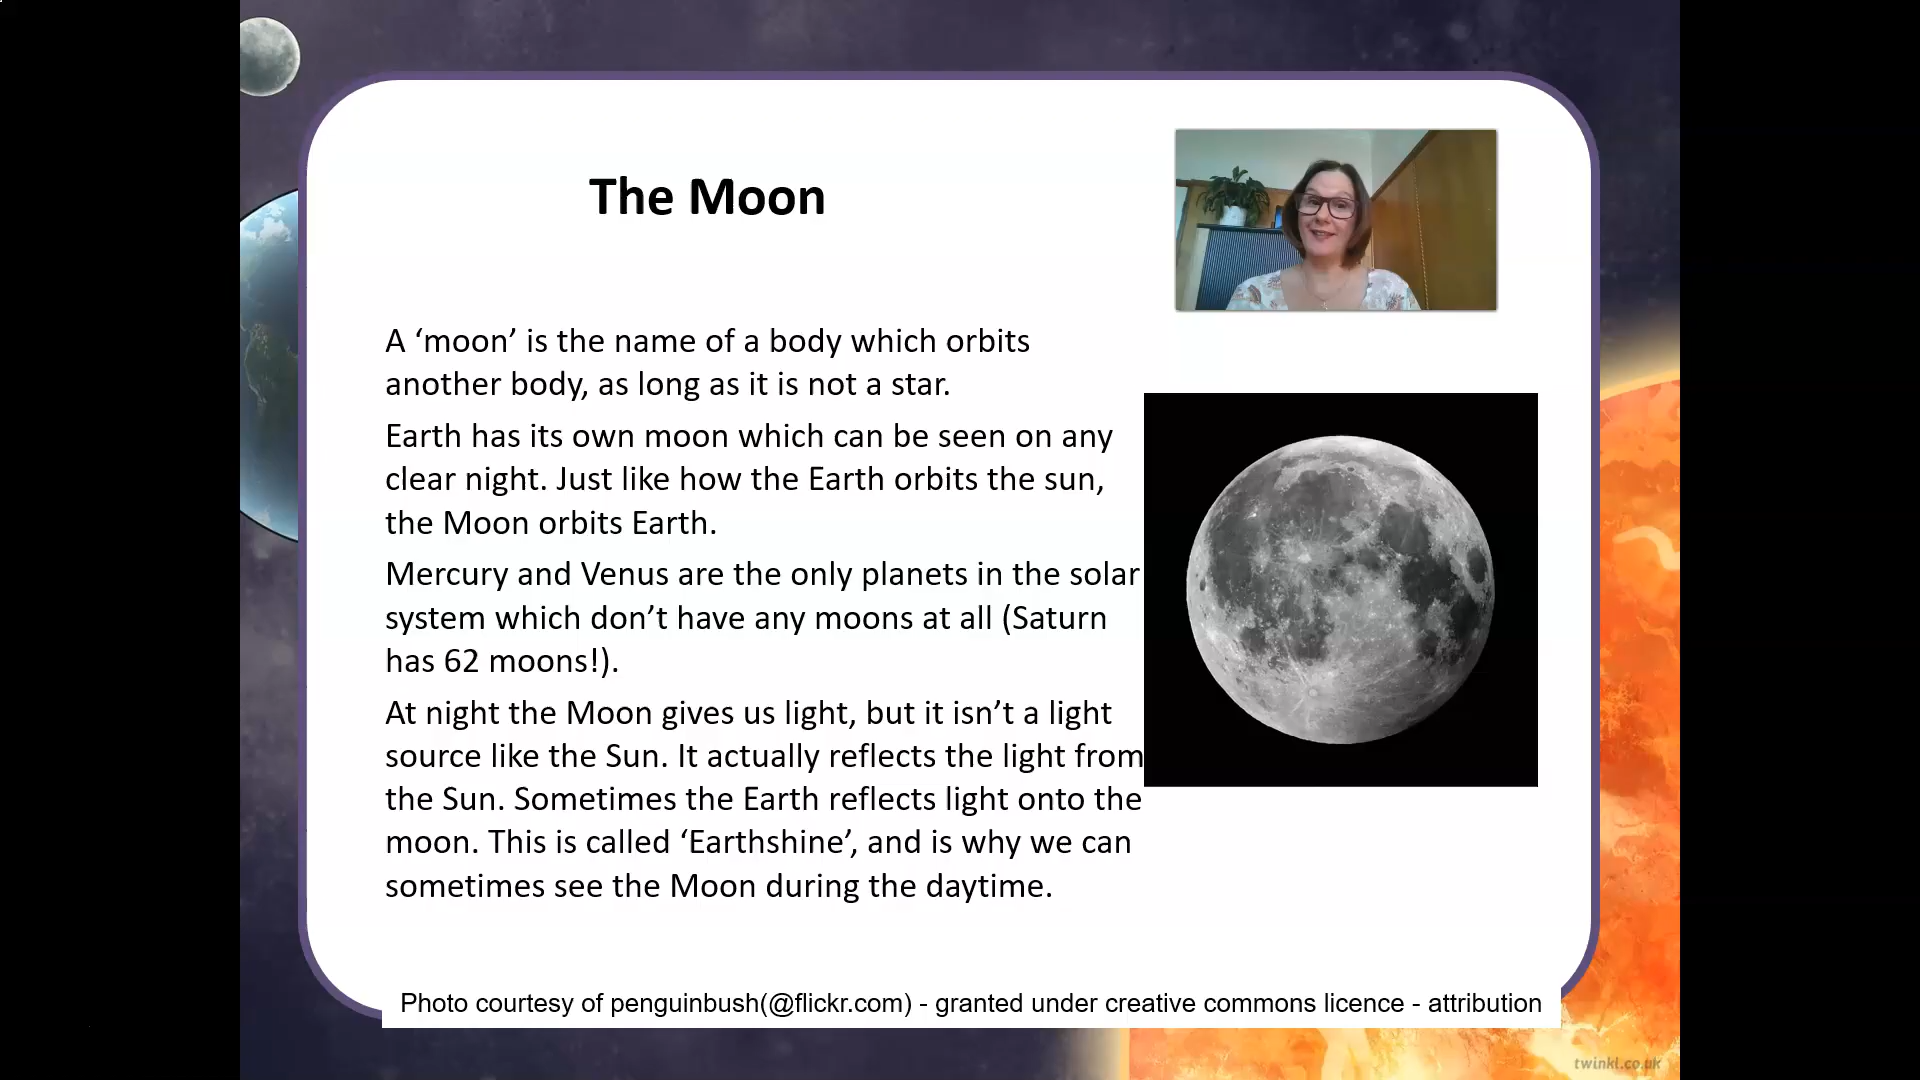 The Moon
A ‘moon’ is the name of a body which orbits
another body, as long as it is not a star.
Earth has its own moon which can be seen on any
clear night. Just like how the Earth orbits the sun,
the Moon orbits Earth.
Mercury and Venus are the only planets in the solar
system which don’t have any moons at all (Saturn
has 62 moons!).
At night the Moon gives us light, but it isn’t a light
source like the Sun. It actually reflects the light from
the Sun. Sometimes the Earth reflects light onto the
moon. This is called ‘Earthshine’, and is why we can
sometimes see the Moon during the daytime.
Photo courtesy of penguinbush(@flickr.com) - granted under creative commons licence - attribution
twinkl.co.uk